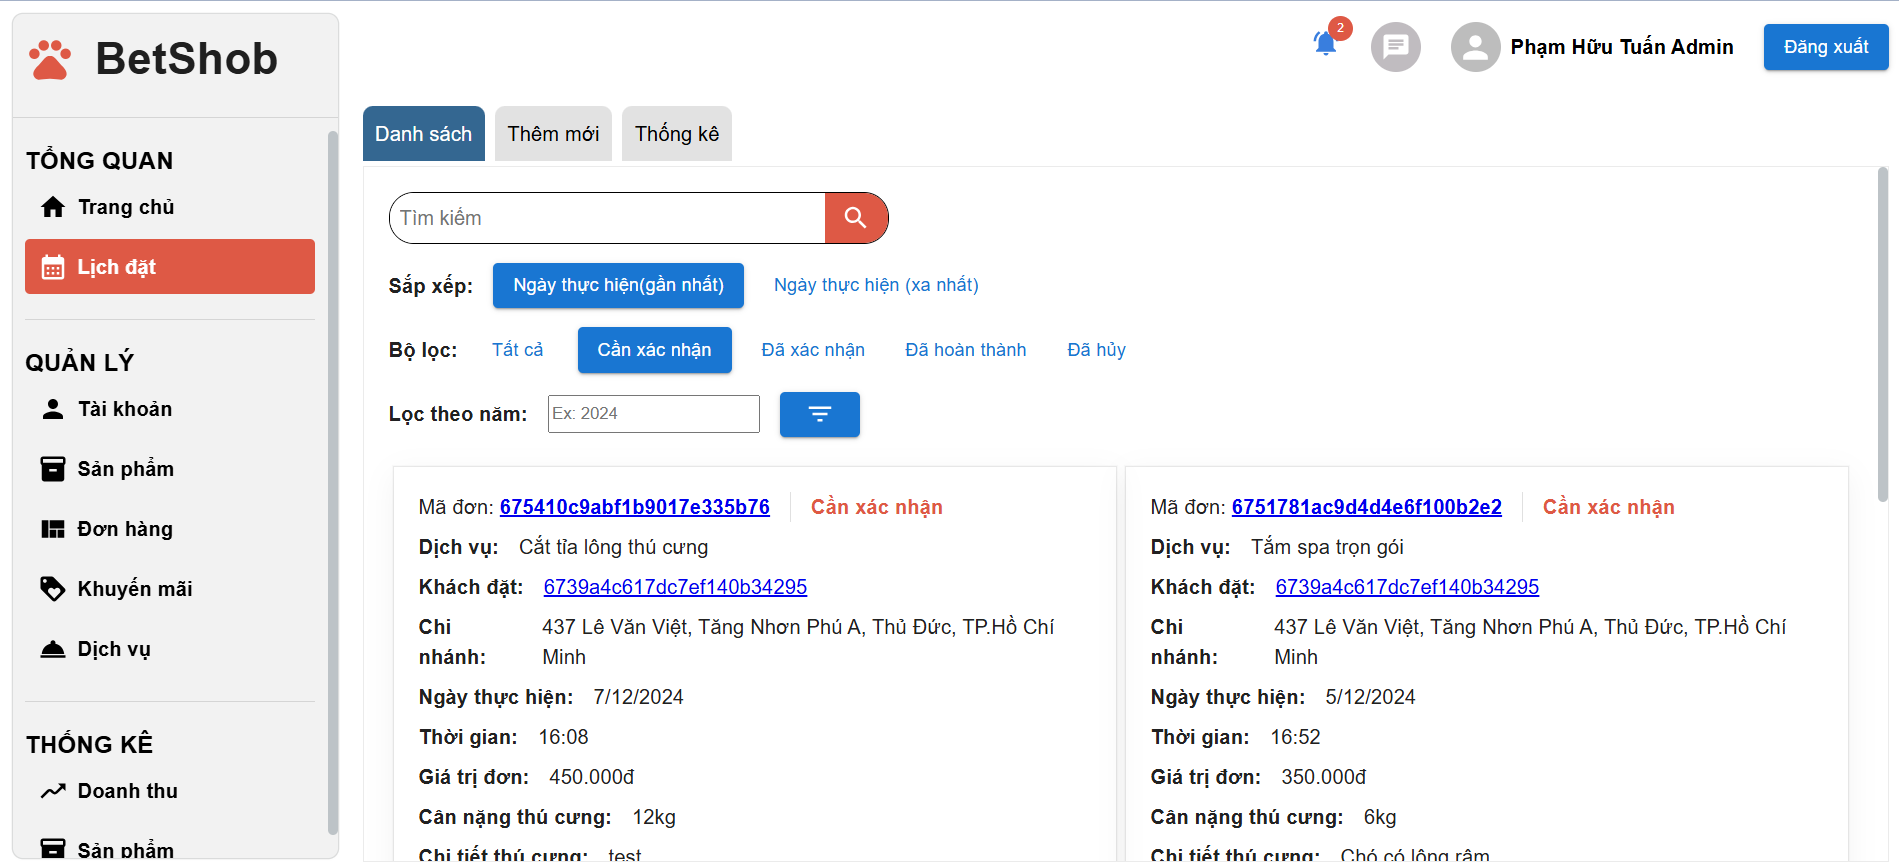 BetShob
TỔNG QUAN
Trang chủ
Lịch đặt
QUẢN LÝ
Tài khoản
Sản phẩm
Đơn hàng
Khuyến mãi
Dịch vụ
THỐNG KÊ
Doanh thu
Sản phẩm
2
Phạm Hữu Tuấn Admin
Đăng xuất
Danh sách
Thêm mới
Thống kê
Tìm kiếm
Sắp xếp: Ngày thực hiện(gần nhất) Ngày thực hiện (xa nhất)
Bộ lọc: Tất cả Cần xác nhận Đã xác nhận Đã hoàn thành Đã hủy
Lọc theo năm: Ex: 2024
Mã đơn: 675410c9abf1b9017e335b76 Cần xác nhận
Dịch vụ: Cắt tỉa lông thú cưng
Khách đặt: 6739a4c617dc7ef140b34295
Chi nhánh: 437 Lê Văn Việt, Tăng Nhơn Phú A, Thủ Đức, TP.Hồ Chí
Minh
Ngày thực hiện: 7/12/2024
Thời gian: 16:08
Giá trị đơn: 450.000đ
Cân nặng thú cưng: 12kg
Chi tiết thú cưng: test
Mã đơn: 6751781ac9d4d4e6f100b2e2 Cần xác nhận
Dịch vụ: Tắm spa trọn gói
Khách đặt: 6739a4c617dc7ef140b34295
Chi nhánh: 437 Lê Văn Việt, Tăng Nhơn Phú A, Thủ Đức, TP.Hồ Chí
Minh
Ngày thực hiện: 5/12/2024
Thời gian: 16:52
Giá trị đơn: 350.000đ
Cân nặng thú cưng: 6kg
Chi tiết thú cưng: Chó có lông rậm